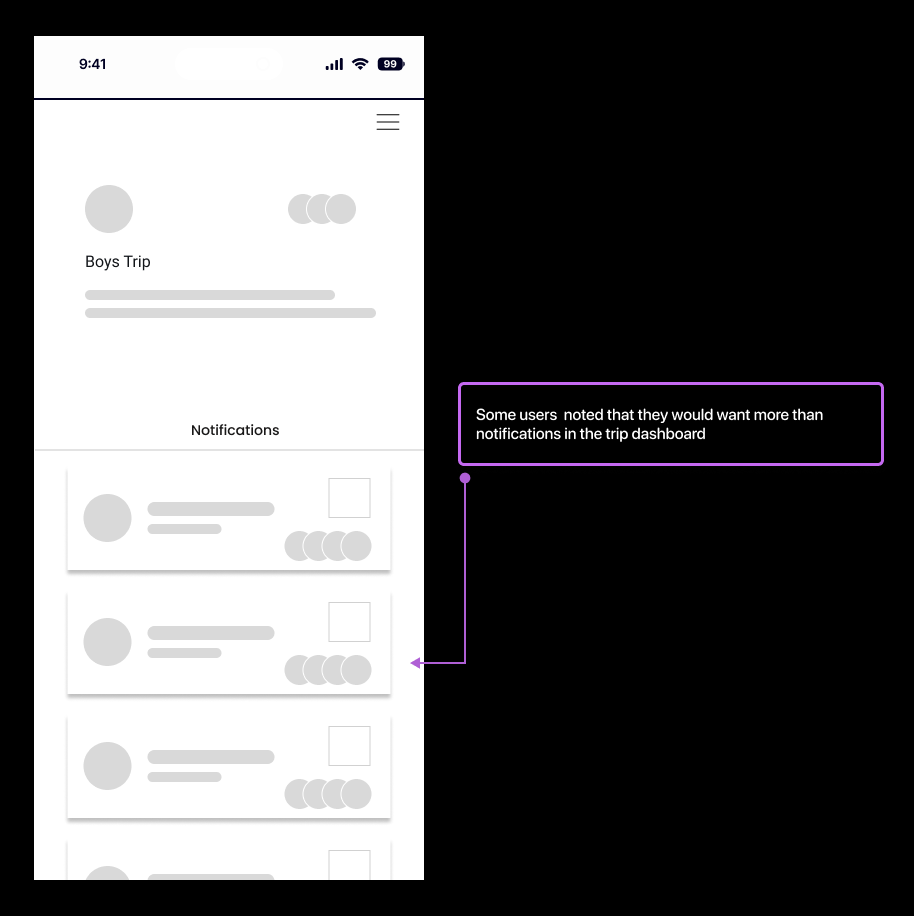 9:41
99
Boys Trip
Notifications
Some users  noted that they would want more than
notifications in the trip dashboard